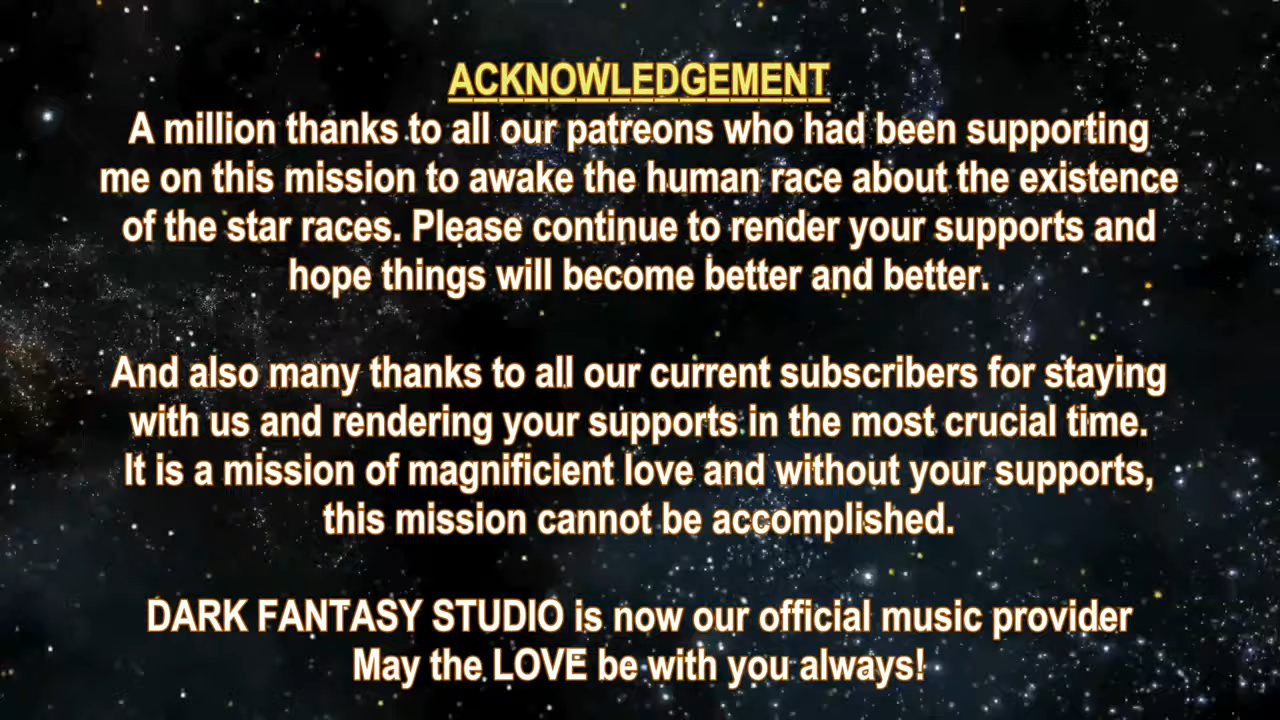 ACKNOWLEDGEMENT
A million thanks to all our patreons who had been supporting
me on this mission to awake the human race about the existence
of the star races. Please continue to render your supports and
hope things will become better and better.
And also many thanks to all our current subscribers for staying
with us and rendering your supports in the most crucial time.
It is a mission of magnificient love and without your supports,
this mission cannot be accomplished.
DARK FANTASY STUDIO is now our official music provider
May the LOVE be with you always!